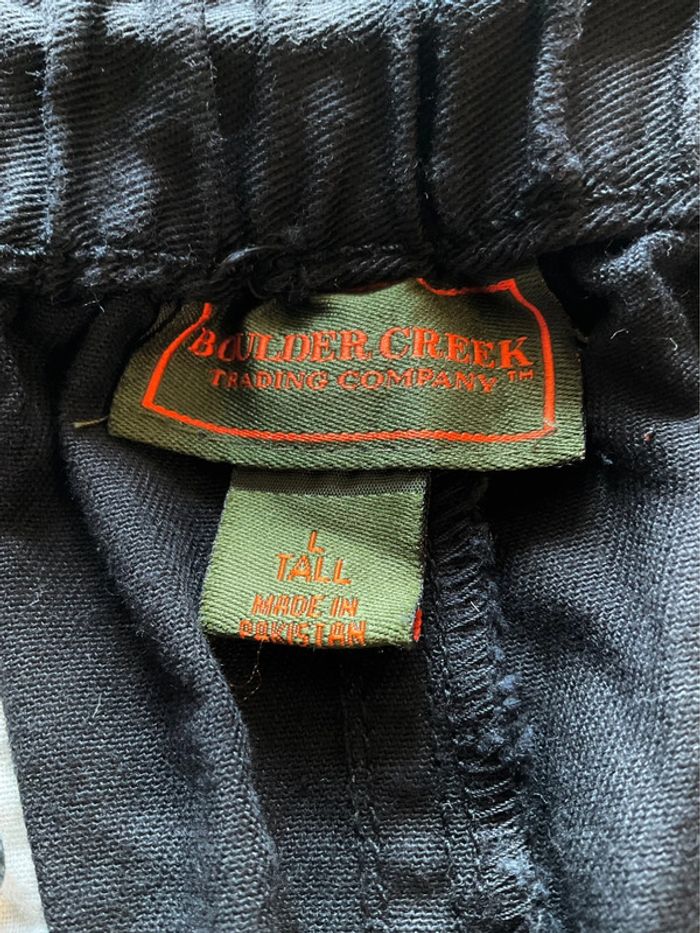 BOULDER CREEK
TRADING COMPANY™
L
TALL
MADE IN
PAKISTAN